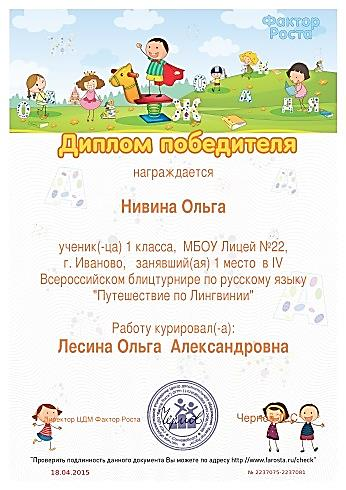 Фактор
Роста
Диплом победителя
награждается
Нивина Ольга
ученик(-ца) 1 класса, МБОУ Лицей №22,
г. Иваново, занявший(ая) 1 место в IV
Всероссийском блицтурнире по русскому языку
"Путешествие по Лингвинии"
Работу курировал(-а):
Лесина Ольга Александровна
Директор ЦДМ Фактор Роста
"Проверить подлинность данного документа Вы можете по адресу http://www.farosta.ru/check"
18.04.2015
№ 2237075-2237081